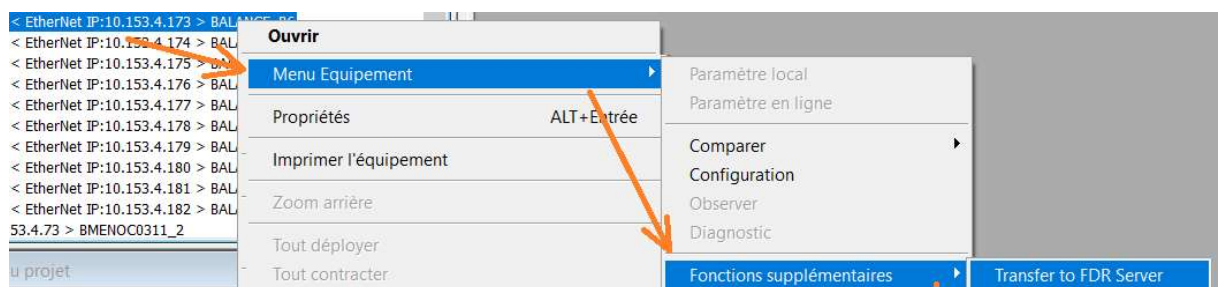 < EtherNet IP:10.153.4.173 > BALANCE_B6
< EtherNet IP:10.153.4.174 > BAL
< EtherNet IP:10.153.4.175 > BAL
< EtherNet IP:10.153.4.176 > BAL
< EtherNet IP:10.153.4.177 > BAL
< EtherNet IP:10.153.4.178 > BAL
< EtherNet IP:10.153.4.179 > BAL
< EtherNet IP:10.153.4.180 > BAL
< EtherNet IP:10.153.4.181 > BAL
< EtherNet IP:10.153.4.182 > BAL
53.4.73 > BMENOC0311_2
u projet
Ouvrir
Menu Equipement
Propriétés ALT+Entrée
Imprimer l'équipement
Zoom arrière
Tout déployer
Tout contracter
Paramètre local
Paramètre en ligne
Comparer
Configuration
Observer
Diagnostic
Fonctions supplémentaires
Transfer to FDR Server